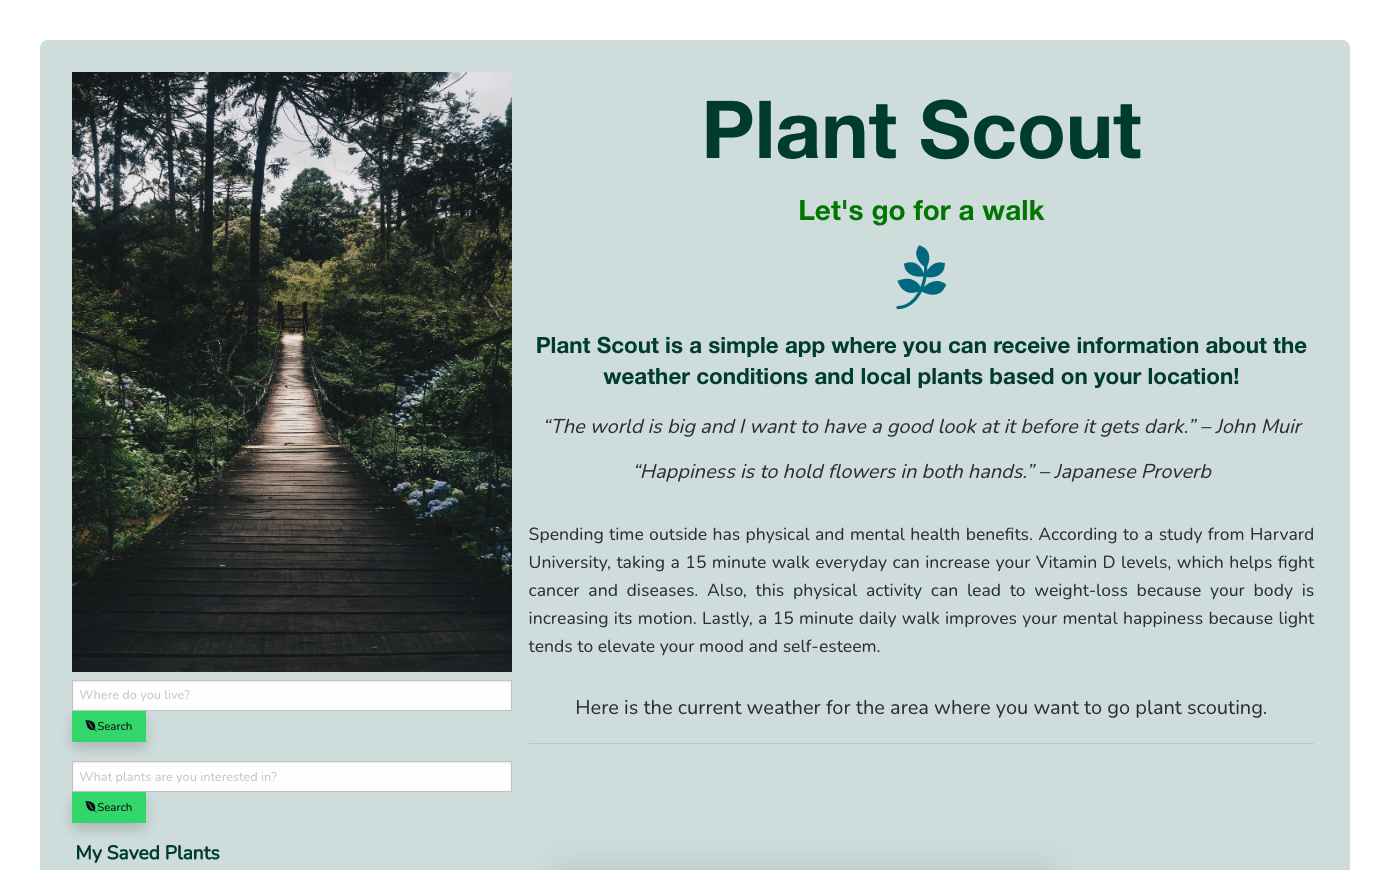 Plant Scout
Let's go for a walk
Plant Scout is a simple app where you can receive information about the
weather conditions and local plants based on your location!
“The world is big and I want to have a good look at it before it gets dark.” – John Muir
“Happiness is to hold flowers in both hands.” – Japanese Proverb
Spending time outside has physical and mental health benefits. According to a study from Harvard
University, taking a 15 minute walk everyday can increase your Vitamin D levels, which helps fight
cancer and diseases. Also, this physical activity can lead to weight-loss because your body is
increasing its motion. Lastly, a 15 minute daily walk improves your mental happiness because light
tends to elevate your mood and self-esteem.
Here is the current weather for the area where you want to go plant scouting.
Where do you live?
Search
What plants are you interested in?
Search
My Saved Plants